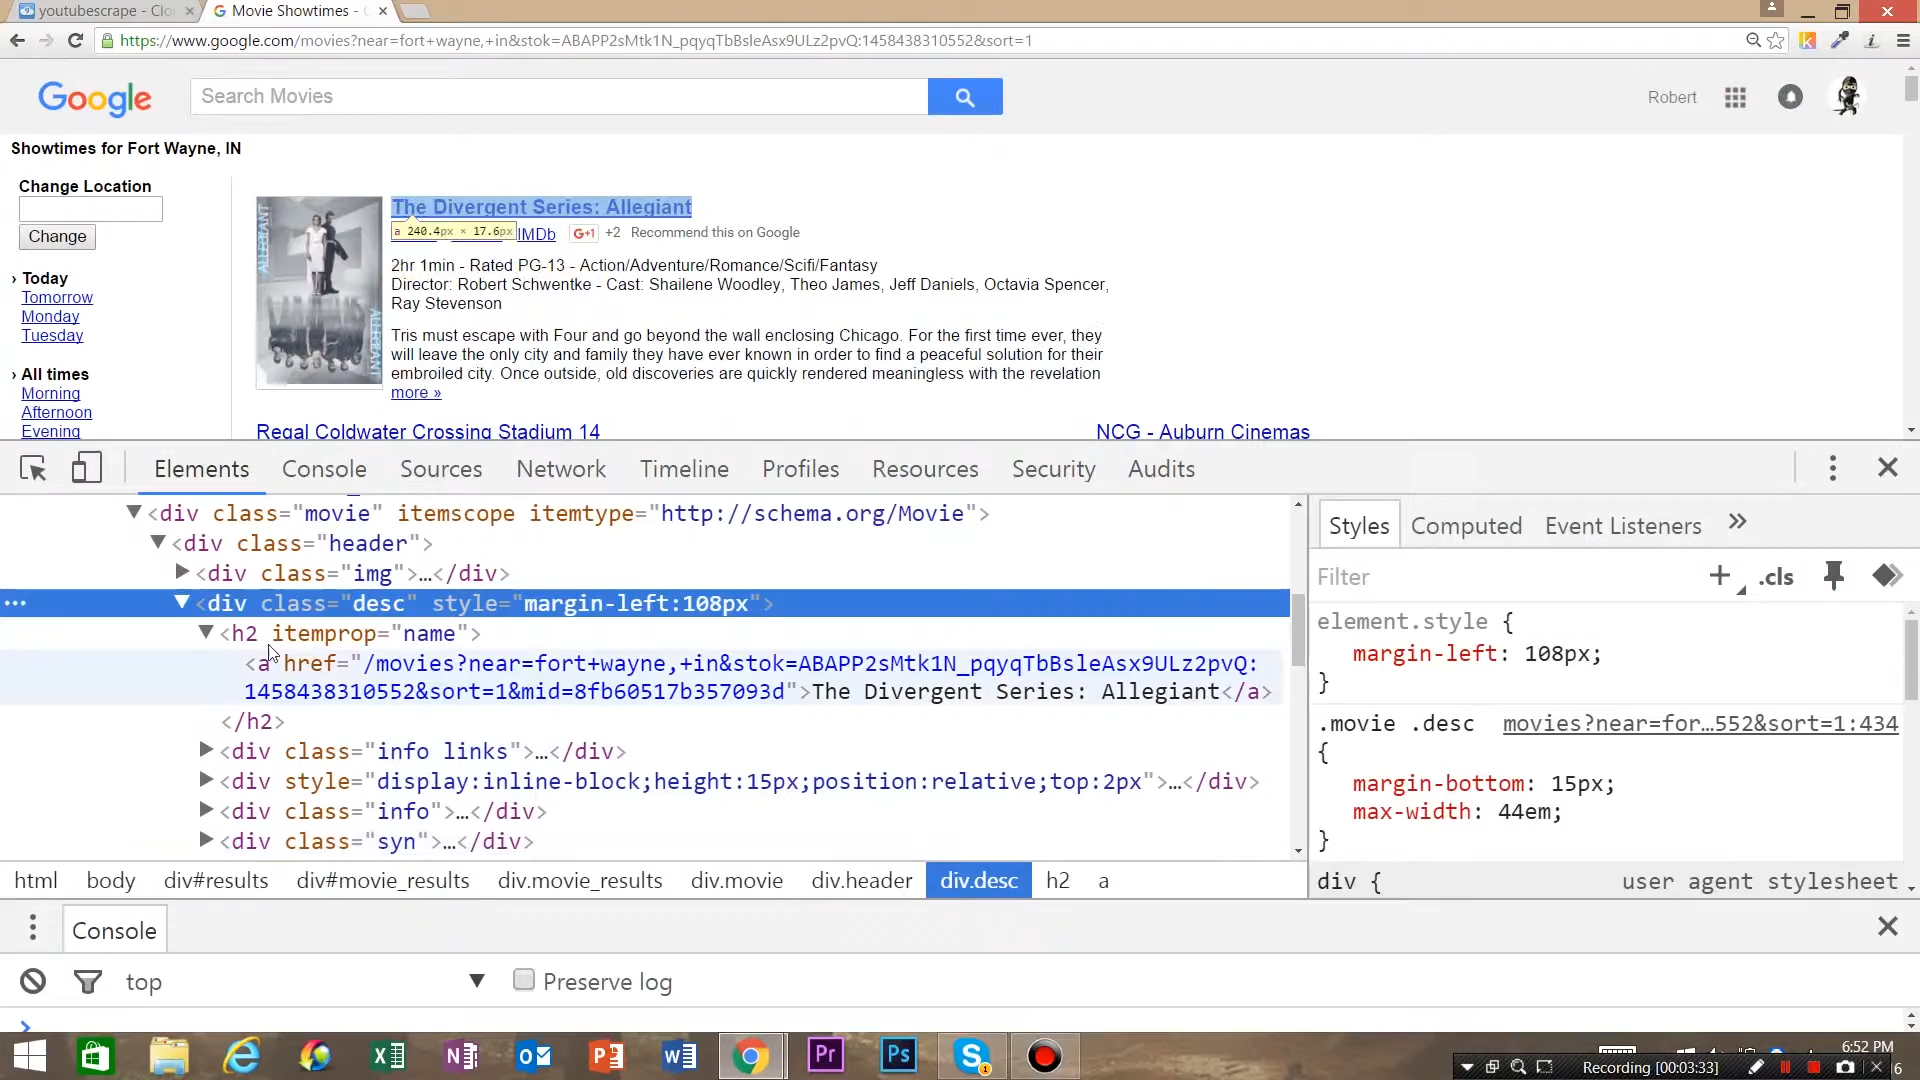 youtubescrape - Clo
Movie Showtimes -
https://www.google.com/movies?near=fort+wayne,+in&stok=ABAPP2sMtk1N_pqyqTbBsleAsx9ULz2pvQ:1458438310552&sort=1
Google
Search Movies
Robert
Showtimes for Fort Wayne, IN
Change Location
Change
› Today
Tomorrow
Monday
Tuesday
› All times
Morning
Afternoon
Evening
The Divergent Series: Allegiant
a 240.4px × 17.6px IMDb G+1 +2 Recommend this on Google
2hr 1min - Rated PG-13 - Action/Adventure/Romance/Scifi/Fantasy
Director: Robert Schwentke - Cast: Shailene Woodley, Theo James, Jeff Daniels, Octavia Spencer,
Ray Stevenson
Tris must escape with Four and go beyond the wall enclosing Chicago. For the first time ever, they
will leave the only city and family they have ever known in order to find a peaceful solution for their
embroiled city. Once outside, old discoveries are quickly rendered meaningless with the revelation
more »
ALLEGIANT
Regal Coldwater Crossing Stadium 14
NCG - Auburn Cinemas
Elements Console Sources Network Timeline Profiles Resources Security Audits
<div class="movie" itemscope itemtype="http://schema.org/Movie">
<div class="header">
<div class="img">…</div>
<div class="desc" style="margin-left:108px">
<h2 itemprop="name">
<a href="/movies?near=fort+wayne,+in&stok=ABAPP2sMtk1N_pqyqTbBsleAsx9ULz2pvQ:
1458438310552&sort=1&mid=8fb60517b357093d">The Divergent Series: Allegiant</a>
</h2>
<div class="info links">…</div>
<div style="display:inline-block;height:15px;position:relative;top:2px">…</div>
<div class="info">…</div>
<div class="syn">…</div>
html body div#results div#movie_results div.movie_results div.movie div.header div.desc h2 a
Styles Computed Event Listeners »
Filter
+ .cls
element.style {
margin-left: 108px;
}
.movie .desc movies?near=for…552&sort=1:434
{
margin-bottom: 15px;
max-width: 44em;
}
div { user agent stylesheet
Console
top Preserve log
6:52 PM
Recording [00:03:33]
6